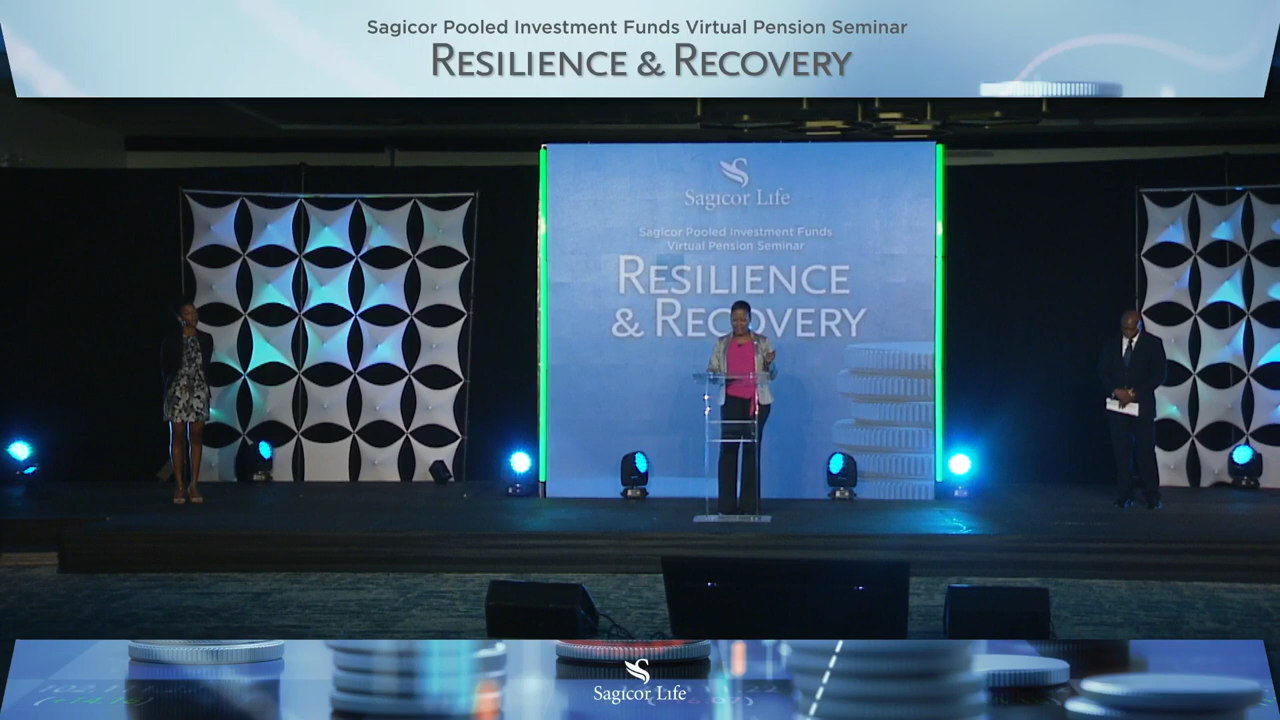 Sagicor Pooled Investment Funds Virtual Pension Seminar
RESILIENCE & RECOVERY
Sagicor Life
Sagicor Pooled Investment Funds
Virtual Pension Seminar
RESILIENCE
& RECOVERY
Sagicor Life